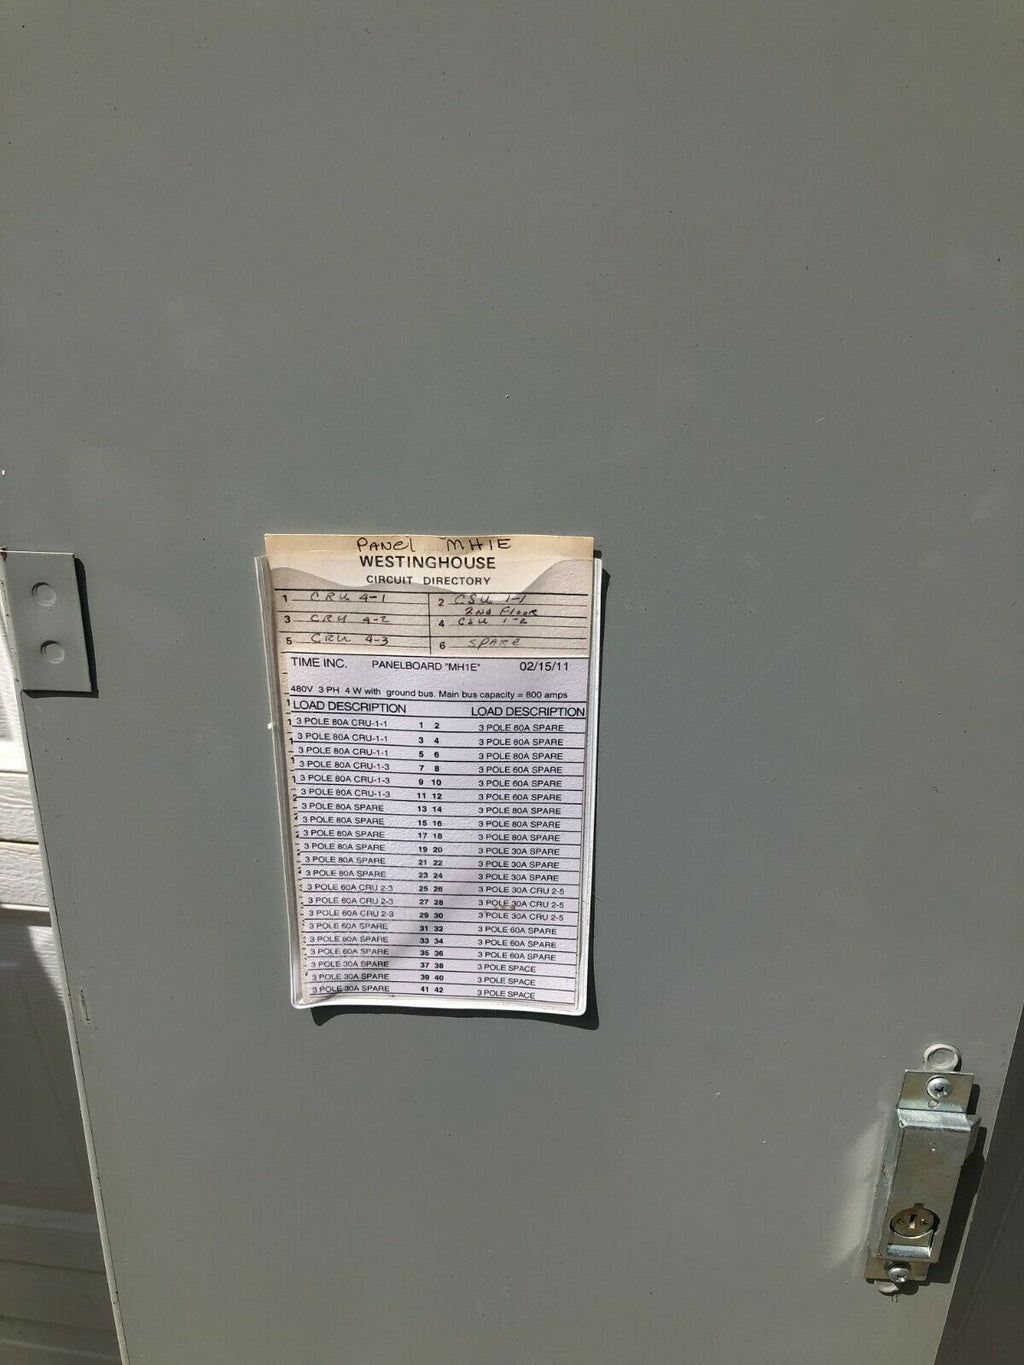 PANEL MH1E
WESTINGHOUSE
CIRCUIT DIRECTORY
1 CRU 4-1 2 CSU 1-1
2ND FLOOR
3 CRU 4-2 4 CSU 1-2
5 CRU 4-3 6 SPARE
TIME INC. PANELBOARD "MH1E" 02/15/11
480V 3 PH 4 W with ground bus. Main bus capacity = 800 amps
LOAD DESCRIPTION LOAD DESCRIPTION
3 POLE 80A CRU-1-1 1 2 3 POLE 80A SPARE
3 POLE 80A CRU-1-1 3 4 3 POLE 80A SPARE
3 POLE 80A CRU-1-1 5 6 3 POLE 80A SPARE
3 POLE 80A CRU-1-3 7 8 3 POLE 60A SPARE
3 POLE 80A CRU-1-3 9 10 3 POLE 60A SPARE
3 POLE 80A CRU-1-3 11 12 3 POLE 60A SPARE
3 POLE 80A SPARE 13 14 3 POLE 80A SPARE
3 POLE 80A SPARE 15 16 3 POLE 80A SPARE
3 POLE 80A SPARE 17 18 3 POLE 80A SPARE
3 POLE 80A SPARE 19 20 3 POLE 30A SPARE
3 POLE 80A SPARE 21 22 3 POLE 30A SPARE
3 POLE 80A SPARE 23 24 3 POLE 30A SPARE
3 POLE 60A CRU 2-3 25 26 3 POLE 30A CRU 2-5
3 POLE 60A CRU 2-3 27 28 3 POLE 30A CRU 2-5
3 POLE 60A CRU 2-3 29 30 3 POLE 30A CRU 2-5
3 POLE 60A SPARE 31 32 3 POLE 60A SPARE
3 POLE 60A SPARE 33 34 3 POLE 60A SPARE
3 POLE 60A SPARE 35 36 3 POLE 60A SPARE
3 POLE 30A SPARE 37 38 3 POLE SPACE
3 POLE 30A SPARE 39 40 3 POLE SPACE
3 POLE 30A SPARE 41 42 3 POLE SPACE